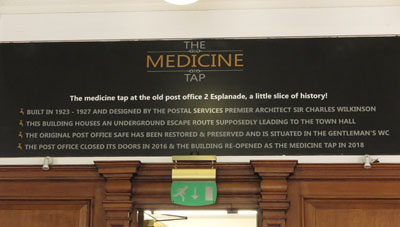 THE
MEDICINE
TAP
The medicine tap at the old post office 2 Esplanade, a little slice of history!
BUILT IN 1923 - 1927 AND DESIGNED BY THE POSTAL SERVICES PREMIER ARCHITECT SIR CHARLES WILKINSON
THIS BUILDING HOUSES AN UNDERGROUND ESCAPE ROUTE SUPPOSEDLY LEADING TO THE TOWN HALL
THE ORIGINAL POST OFFICE SAFE HAS BEEN RESTORED & PRESERVED AND IS SITUATED IN THE GENTLEMAN'S WC
THE POST OFFICE CLOSED ITS DOORS IN 2016 & THE BUILDING RE-OPENED AS THE MEDICINE TAP IN 2018